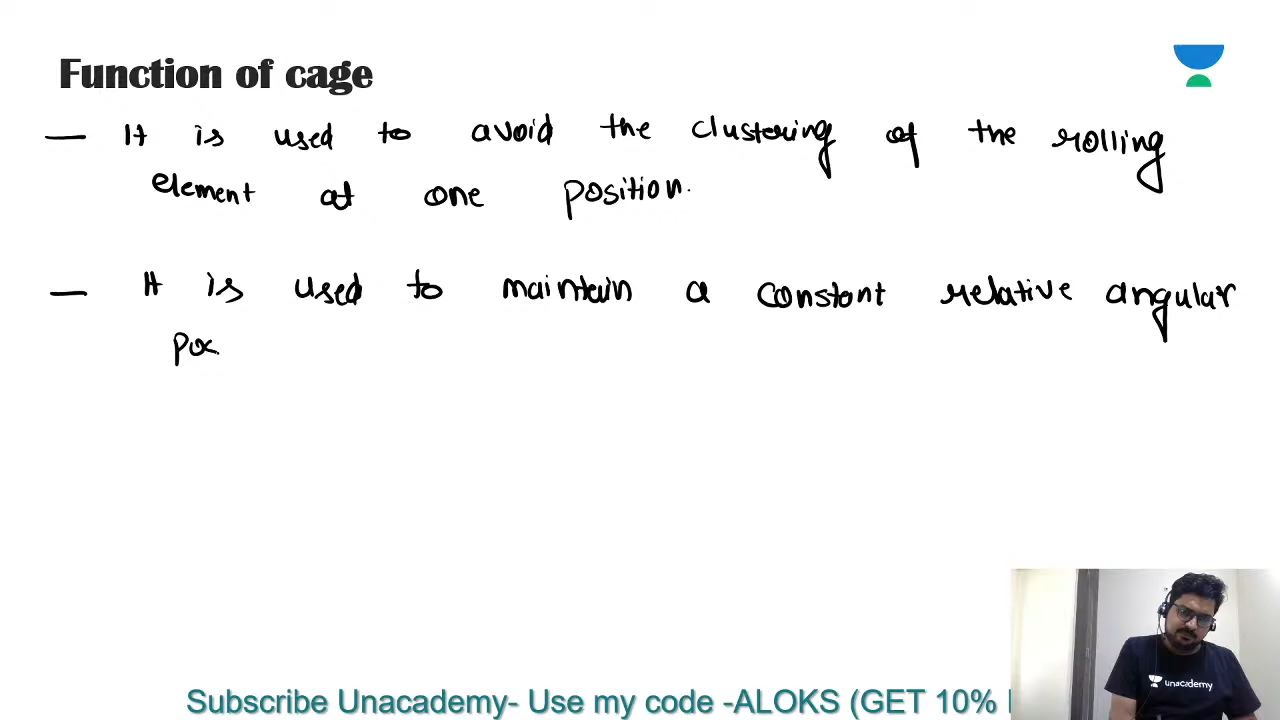 Function of cage
— It is used to avoid the clustering of the rolling
element at one position.
— It is used to maintain a constant relative angular
pos
unacademy
Subscribe Unacademy- Use my code -ALOKS (GET 10%